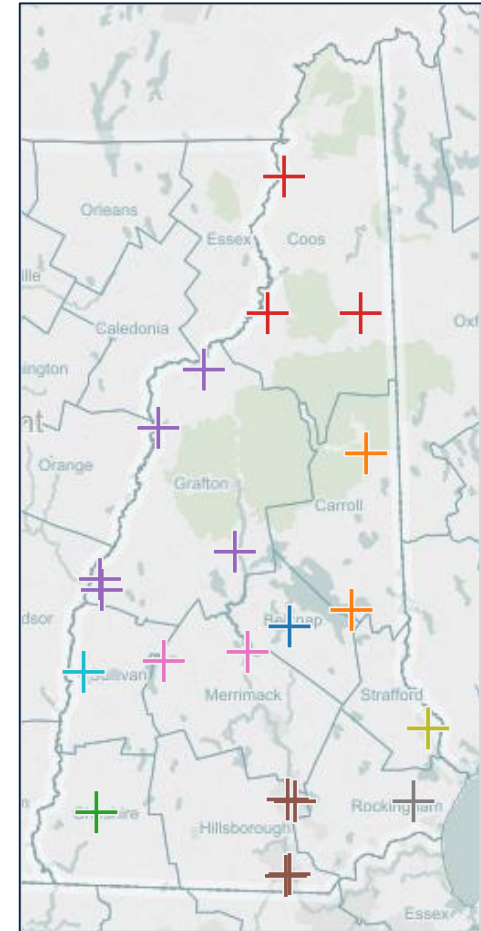 Orleans
Essex
Coos
ille
Caledonia
Oxf
ington
nt
Orange
Grafton
Carroll
dsor
Belknap
Sullivan
Merrimack
Strafford
Cheshire
Rockingham
Hillsborough
Essex